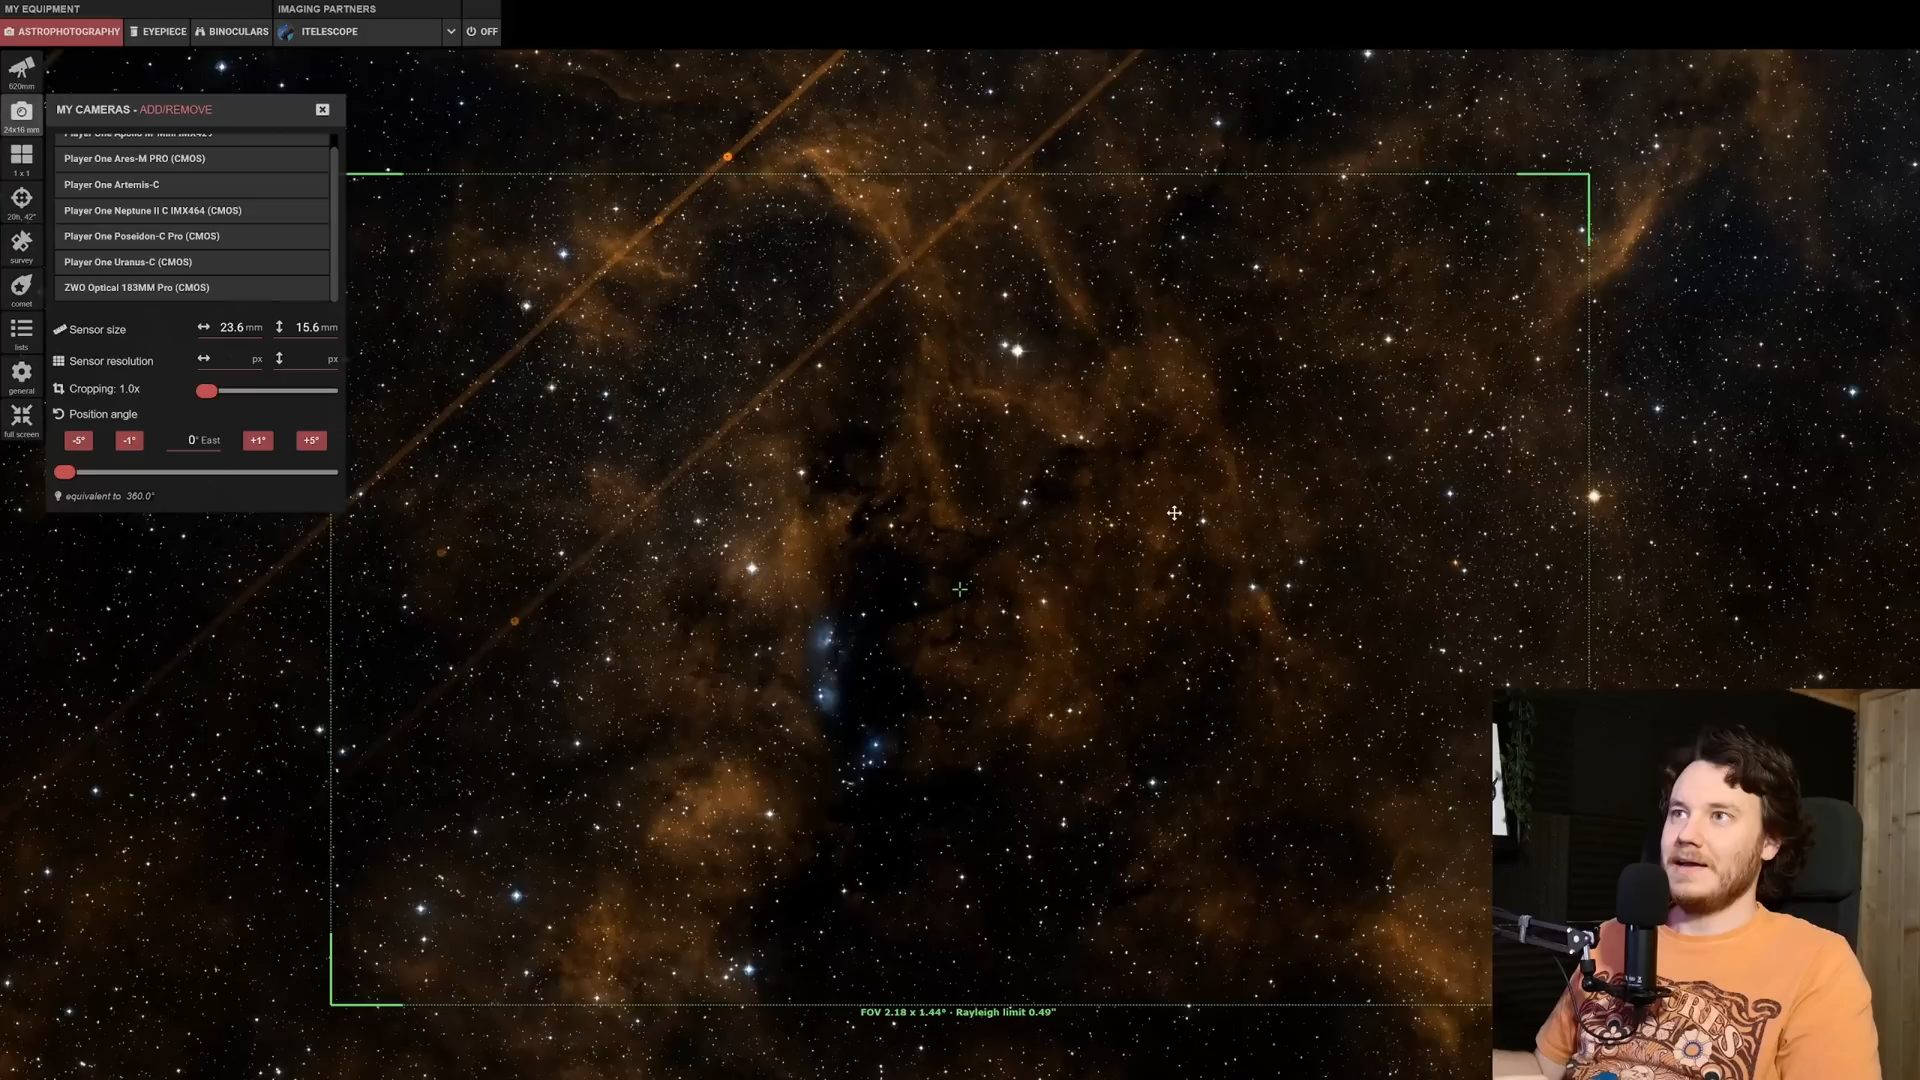 MY EQUIPMENT
IMAGING PARTNERS
ASTROPHOTOGRAPHY
EYEPIECE
BINOCULARS
ITELESCOPE
OFF
620mm
24x16 mm
1 x 1
20h, 42°
survey
comet
lists
general
full screen
MY CAMERAS - ADD/REMOVE
Player One Ares-M PRO (CMOS)
Player One Artemis-C
Player One Neptune II C IMX464 (CMOS)
Player One Poseidon-C Pro (CMOS)
Player One Uranus-C (CMOS)
ZWO Optical 183MM Pro (CMOS)
Sensor size 23.6 mm 15.6 mm
Sensor resolution px px
Cropping: 1.0x
Position angle
-5° -1° 0° East +1° +5°
equivalent to 360.0°
FOV 2.18 x 1.44° · Rayleigh limit 0.49"